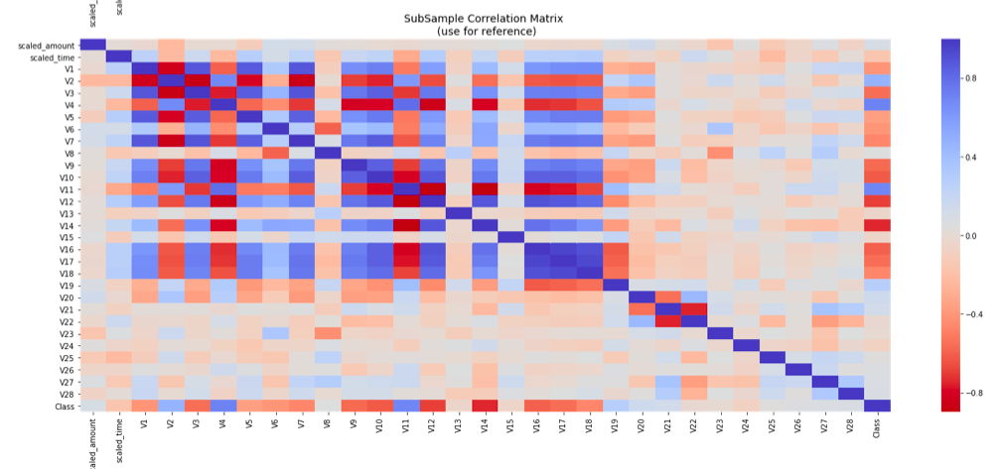 scaled_
scale
SubSample Correlation Matrix
(use for reference)
scaled_amount
scaled_time
V1
V2
V3
V4
V5
V6
V7
V8
V9
V10
V11
V12
V13
V14
V15
V16
V17
V18
V19
V20
V21
V22
V23
V24
V25
V26
V27
V28
Class
0.8
0.4
0.0
−0.4
−0.8
aled_amount
scaled_time
V1
V2
V3
V4
V5
V6
V7
V8
V9
V10
V11
V12
V13
V14
V15
V16
V17
V18
V19
V20
V21
V22
V23
V24
V25
V26
V27
V28
Class